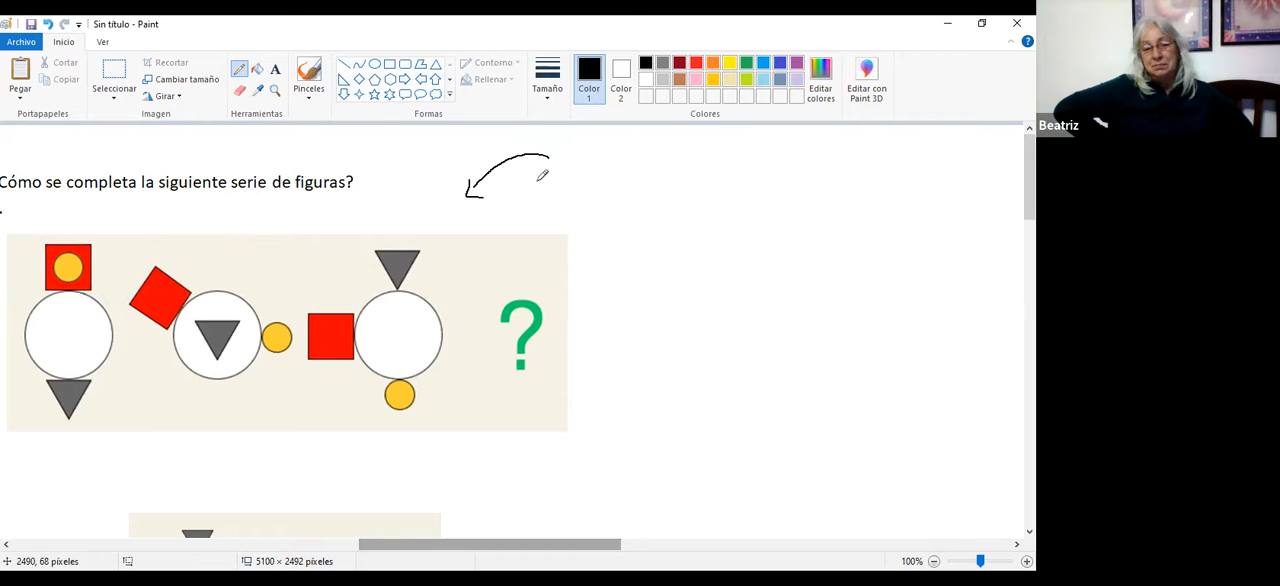 Sin título - Paint
Archivo Inicio Ver
Pegar
Cortar
Copiar
Portapapeles
Seleccionar
Recortar
Cambiar tamaño
Girar
Imagen
A
Herramientas
Pinceles
Contorno
Rellenar
Formas
Tamaño
Color
1
Color
2
Editar
colores
Editar con
Paint 3D
Colores
Beatriz
Cómo se completa la siguiente serie de figuras?
?
2490, 68 píxeles
5100 × 2492 píxeles
100%